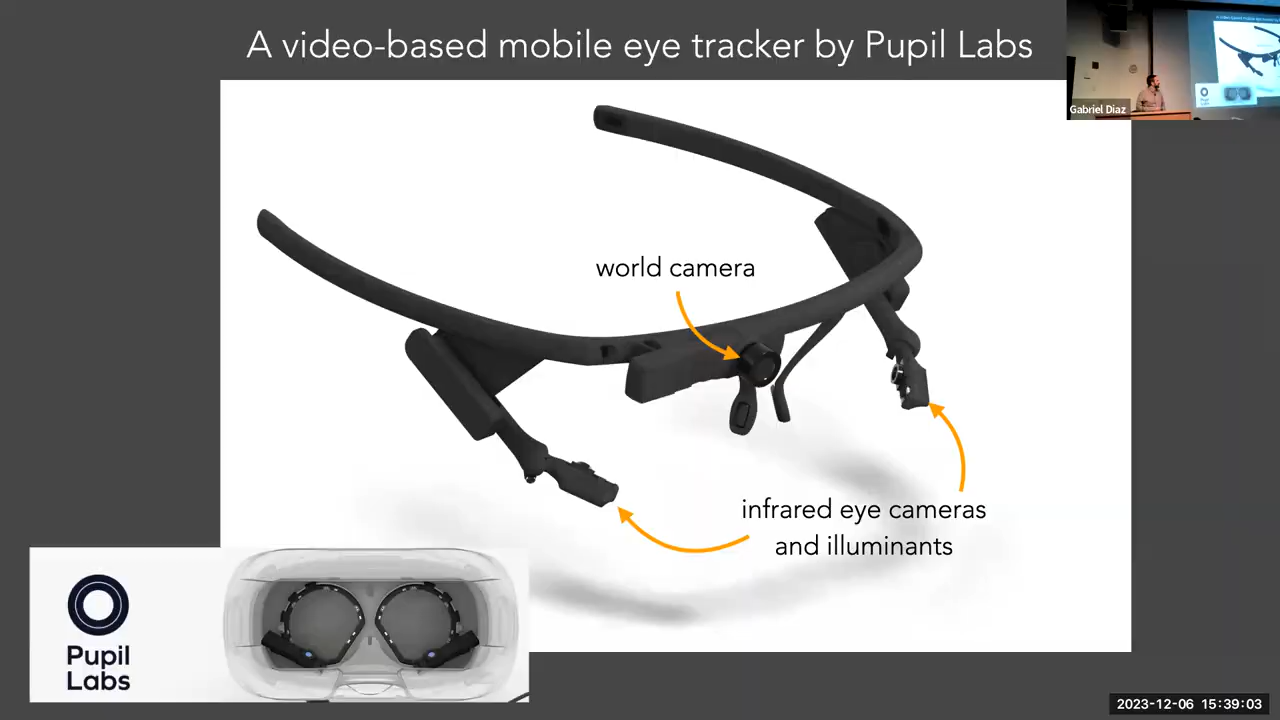 A video-based mobile eye tracker by Pupil Labs
Gabriel Diaz
world camera
infrared eye cameras
and illuminants
Pupil
Labs
2023-12-06 15:39:03